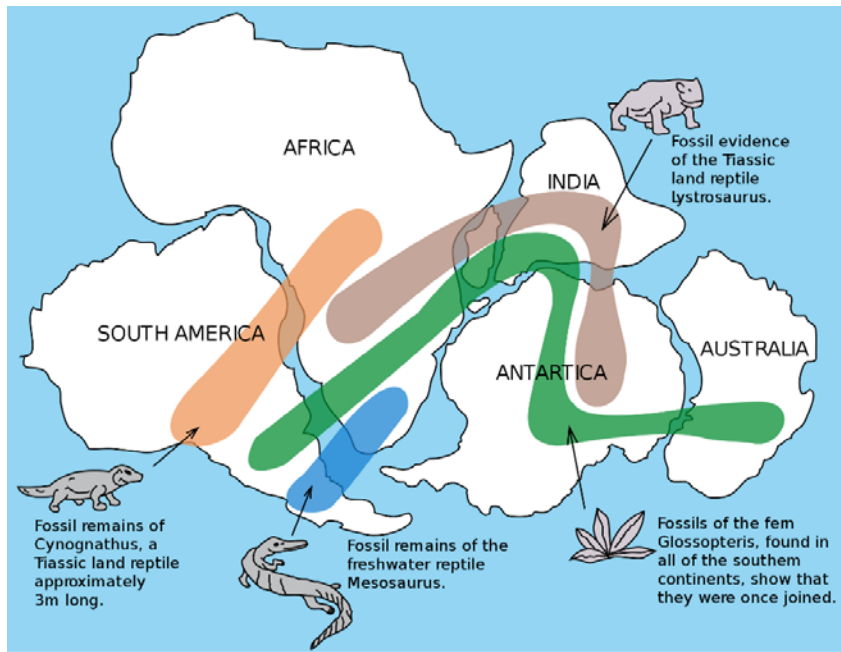 AFRICA
INDIA
Fossil evidence
of the Tiassic
land reptile
Lystrosaurus.
SOUTH AMERICA
ANTARTICA
AUSTRALIA
Fossil remains of
Cynognathus, a
Tiassic land reptile
approximately
3m long.
Fossil remains of the
freshwater reptile
Mesosaurus.
Fossils of the fem
Glossopteris, found in
all of the southem
continents, show that
they were once joined.